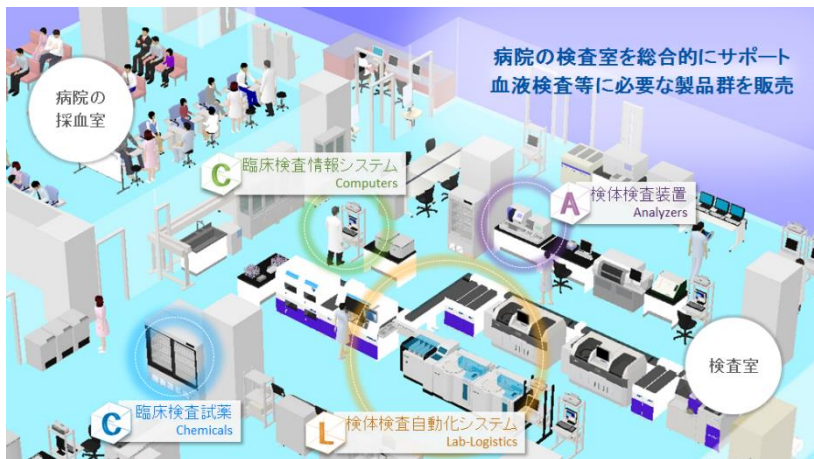 病院の検査室を総合的にサポート
血液検査等に必要な製品群を販売
病院の
採血室
C 臨床検査情報システム
Computers
A 検体検査装置
Analyzers
検査室
C 臨床検査試薬
Chemicals
L 検体検査自動化システム
Lab-Logistics